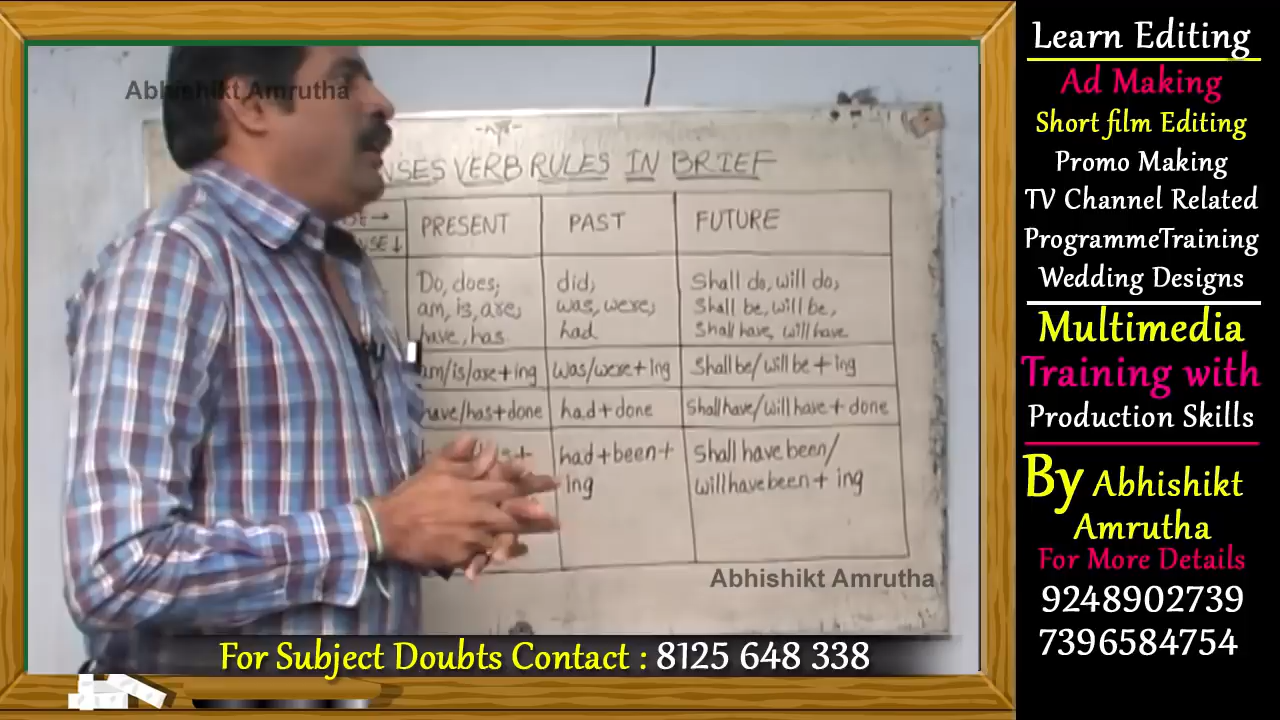 Abhishikt Amrutha
VERB RULES IN BRIEF
PRESENT PAST FUTURE
Do, does, did, Shall do, will do,
am, is, are, was, were, Shall be, will be,
have, has had Shall have, will have
am/is/are+ing was/were+ing Shall be/will be + ing
have/has+done had+done Shall have/will have + done
had+been+ Shall have been/
ing will have been + ing
Abhishikt Amrutha
For Subject Doubts Contact : 8125 648 338
Learn Editing
Ad Making
Short film Editing
Promo Making
TV Channel Related
ProgrammeTraining
Wedding Designs
Multimedia
Training with
Production Skills
By Abhishikt
Amrutha
For More Details
9248902739
7396584754